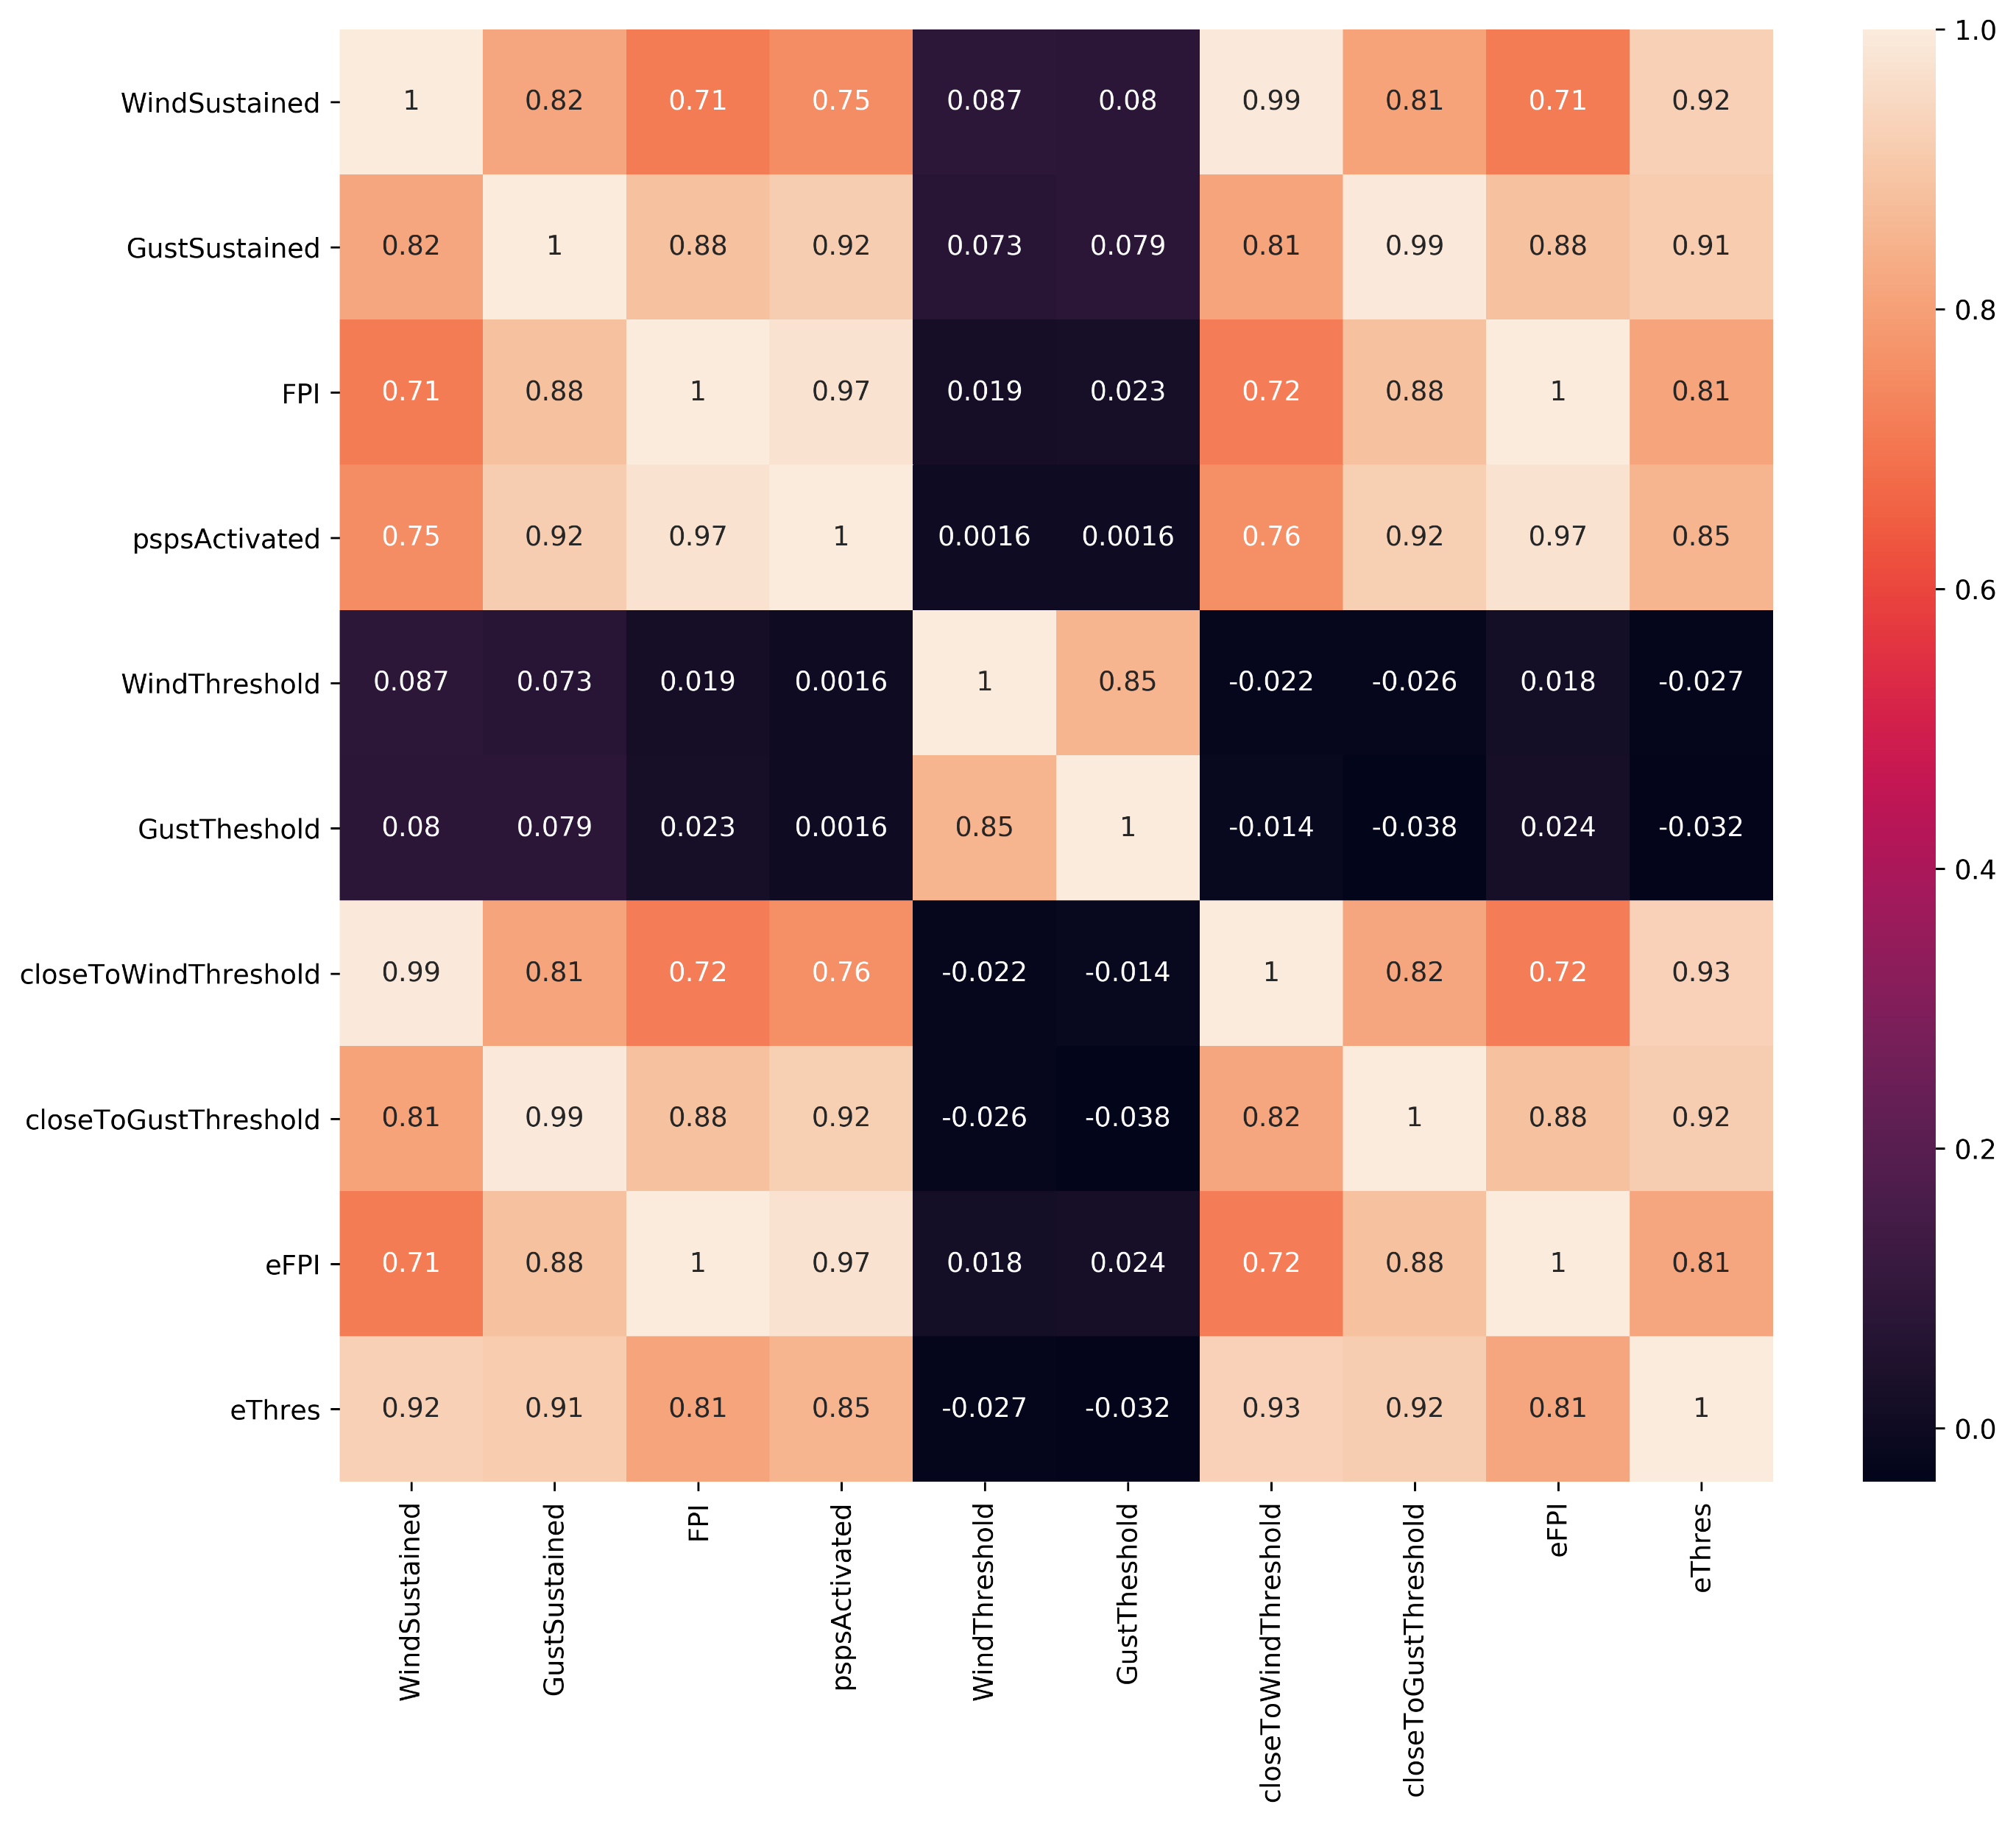 WindSustained 1 0.82 0.71 0.75 0.087 0.08 0.99 0.81 0.71 0.92
GustSustained 0.82 1 0.88 0.92 0.073 0.079 0.81 0.99 0.88 0.91
FPI 0.71 0.88 1 0.97 0.019 0.023 0.72 0.88 1 0.81
pspsActivated 0.75 0.92 0.97 1 0.0016 0.0016 0.76 0.92 0.97 0.85
WindThreshold 0.087 0.073 0.019 0.0016 1 0.85 -0.022 -0.026 0.018 -0.027
GustTheshold 0.08 0.079 0.023 0.0016 0.85 1 -0.014 -0.038 0.024 -0.032
closeToWindThreshold 0.99 0.81 0.72 0.76 -0.022 -0.014 1 0.82 0.72 0.93
closeToGustThreshold 0.81 0.99 0.88 0.92 -0.026 -0.038 0.82 1 0.88 0.92
eFPI 0.71 0.88 1 0.97 0.018 0.024 0.72 0.88 1 0.81
eThres 0.92 0.91 0.81 0.85 -0.027 -0.032 0.93 0.92 0.81 1
WindSustained
GustSustained
FPI
pspsActivated
WindThreshold
GustTheshold
closeToWindThreshold
closeToGustThreshold
eFPI
eThres
1.0
0.8
0.6
0.4
0.2
0.0